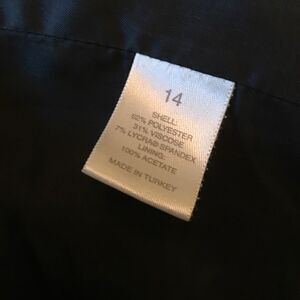 14
SHELL:
62% POLYESTER
31% VISCOSE
7% LYCRA® SPANDEX
LINING:
100% ACETATE
MADE IN TURKEY